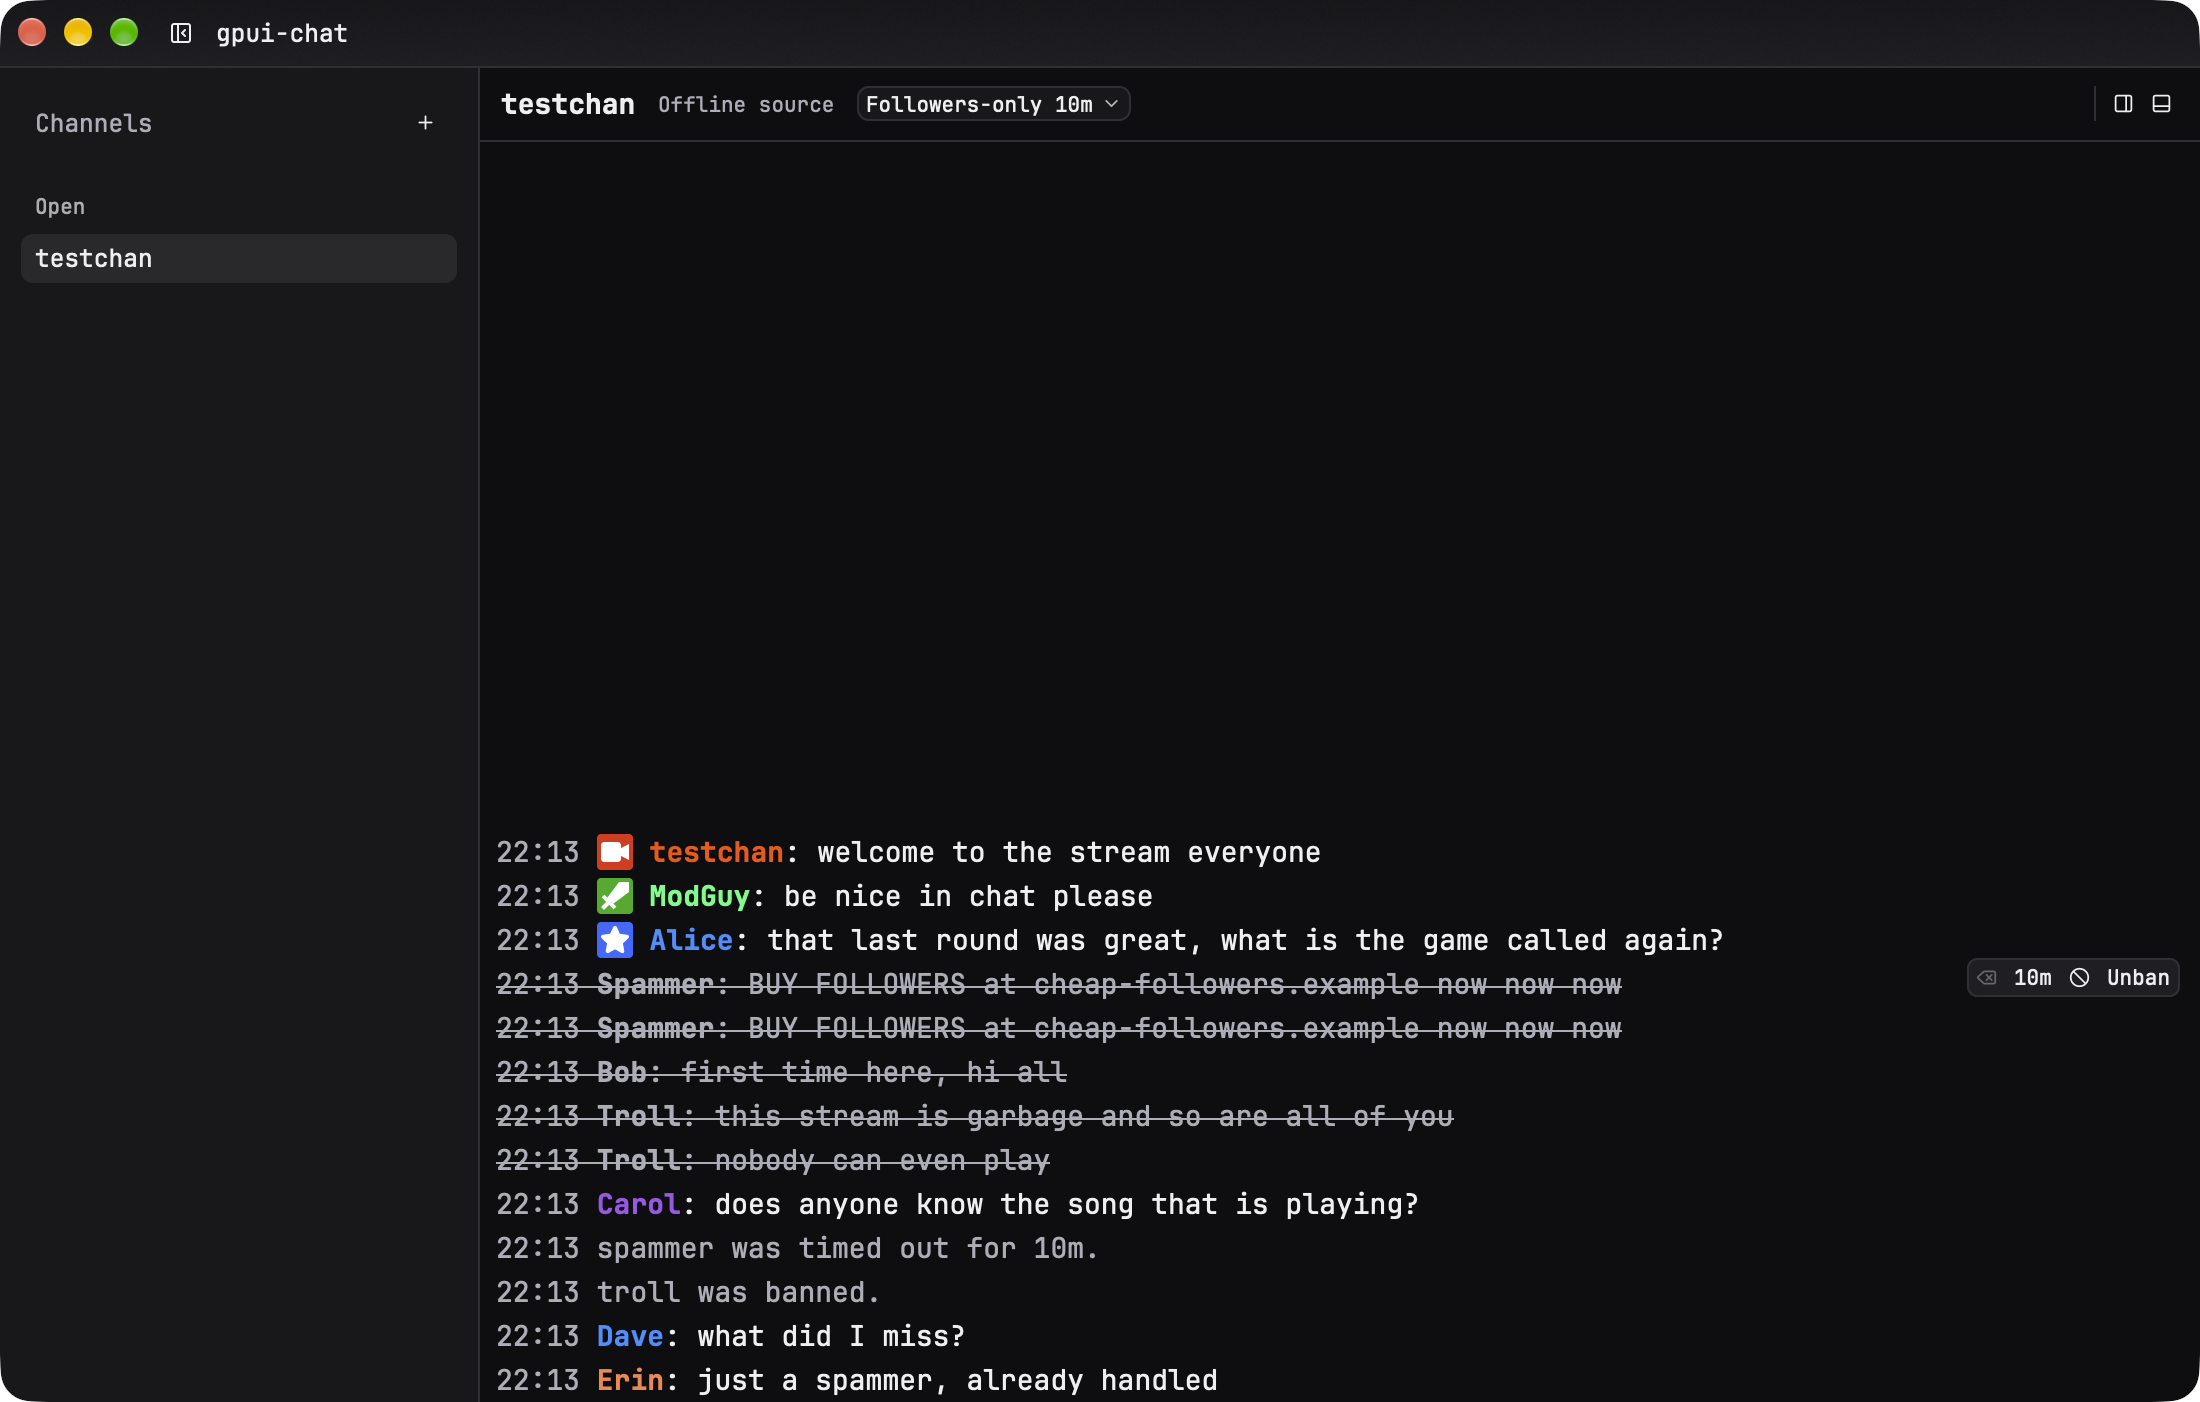 gpui-chat
Channels +
Open
testchan
testchan Offline source Followers-only 10m
22:13 testchan: welcome to the stream everyone
22:13 ModGuy: be nice in chat please
22:13 Alice: that last round was great, what is the game called again?
22:13 Spammer: BUY FOLLOWERS at cheap-followers.example now now now
10m Unban
22:13 Spammer: BUY FOLLOWERS at cheap-followers.example now now now
22:13 Bob: first time here, hi all
22:13 Troll: this stream is garbage and so are all of you
22:13 Troll: nobody can even play
22:13 Carol: does anyone know the song that is playing?
22:13 spammer was timed out for 10m.
22:13 troll was banned.
22:13 Dave: what did I miss?
22:13 Erin: just a spammer, already handled